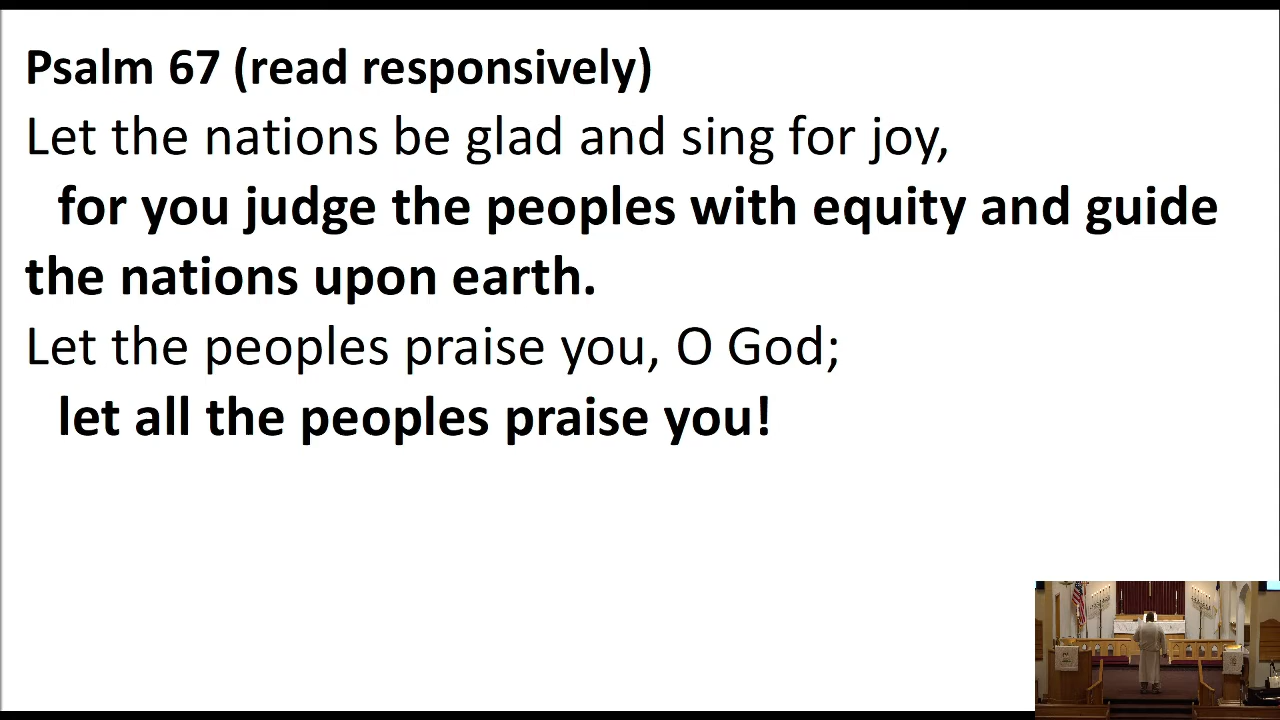 Psalm 67 (read responsively)
Let the nations be glad and sing for joy,
for you judge the peoples with equity and guide
the nations upon earth.
Let the peoples praise you, O God;
let all the peoples praise you!